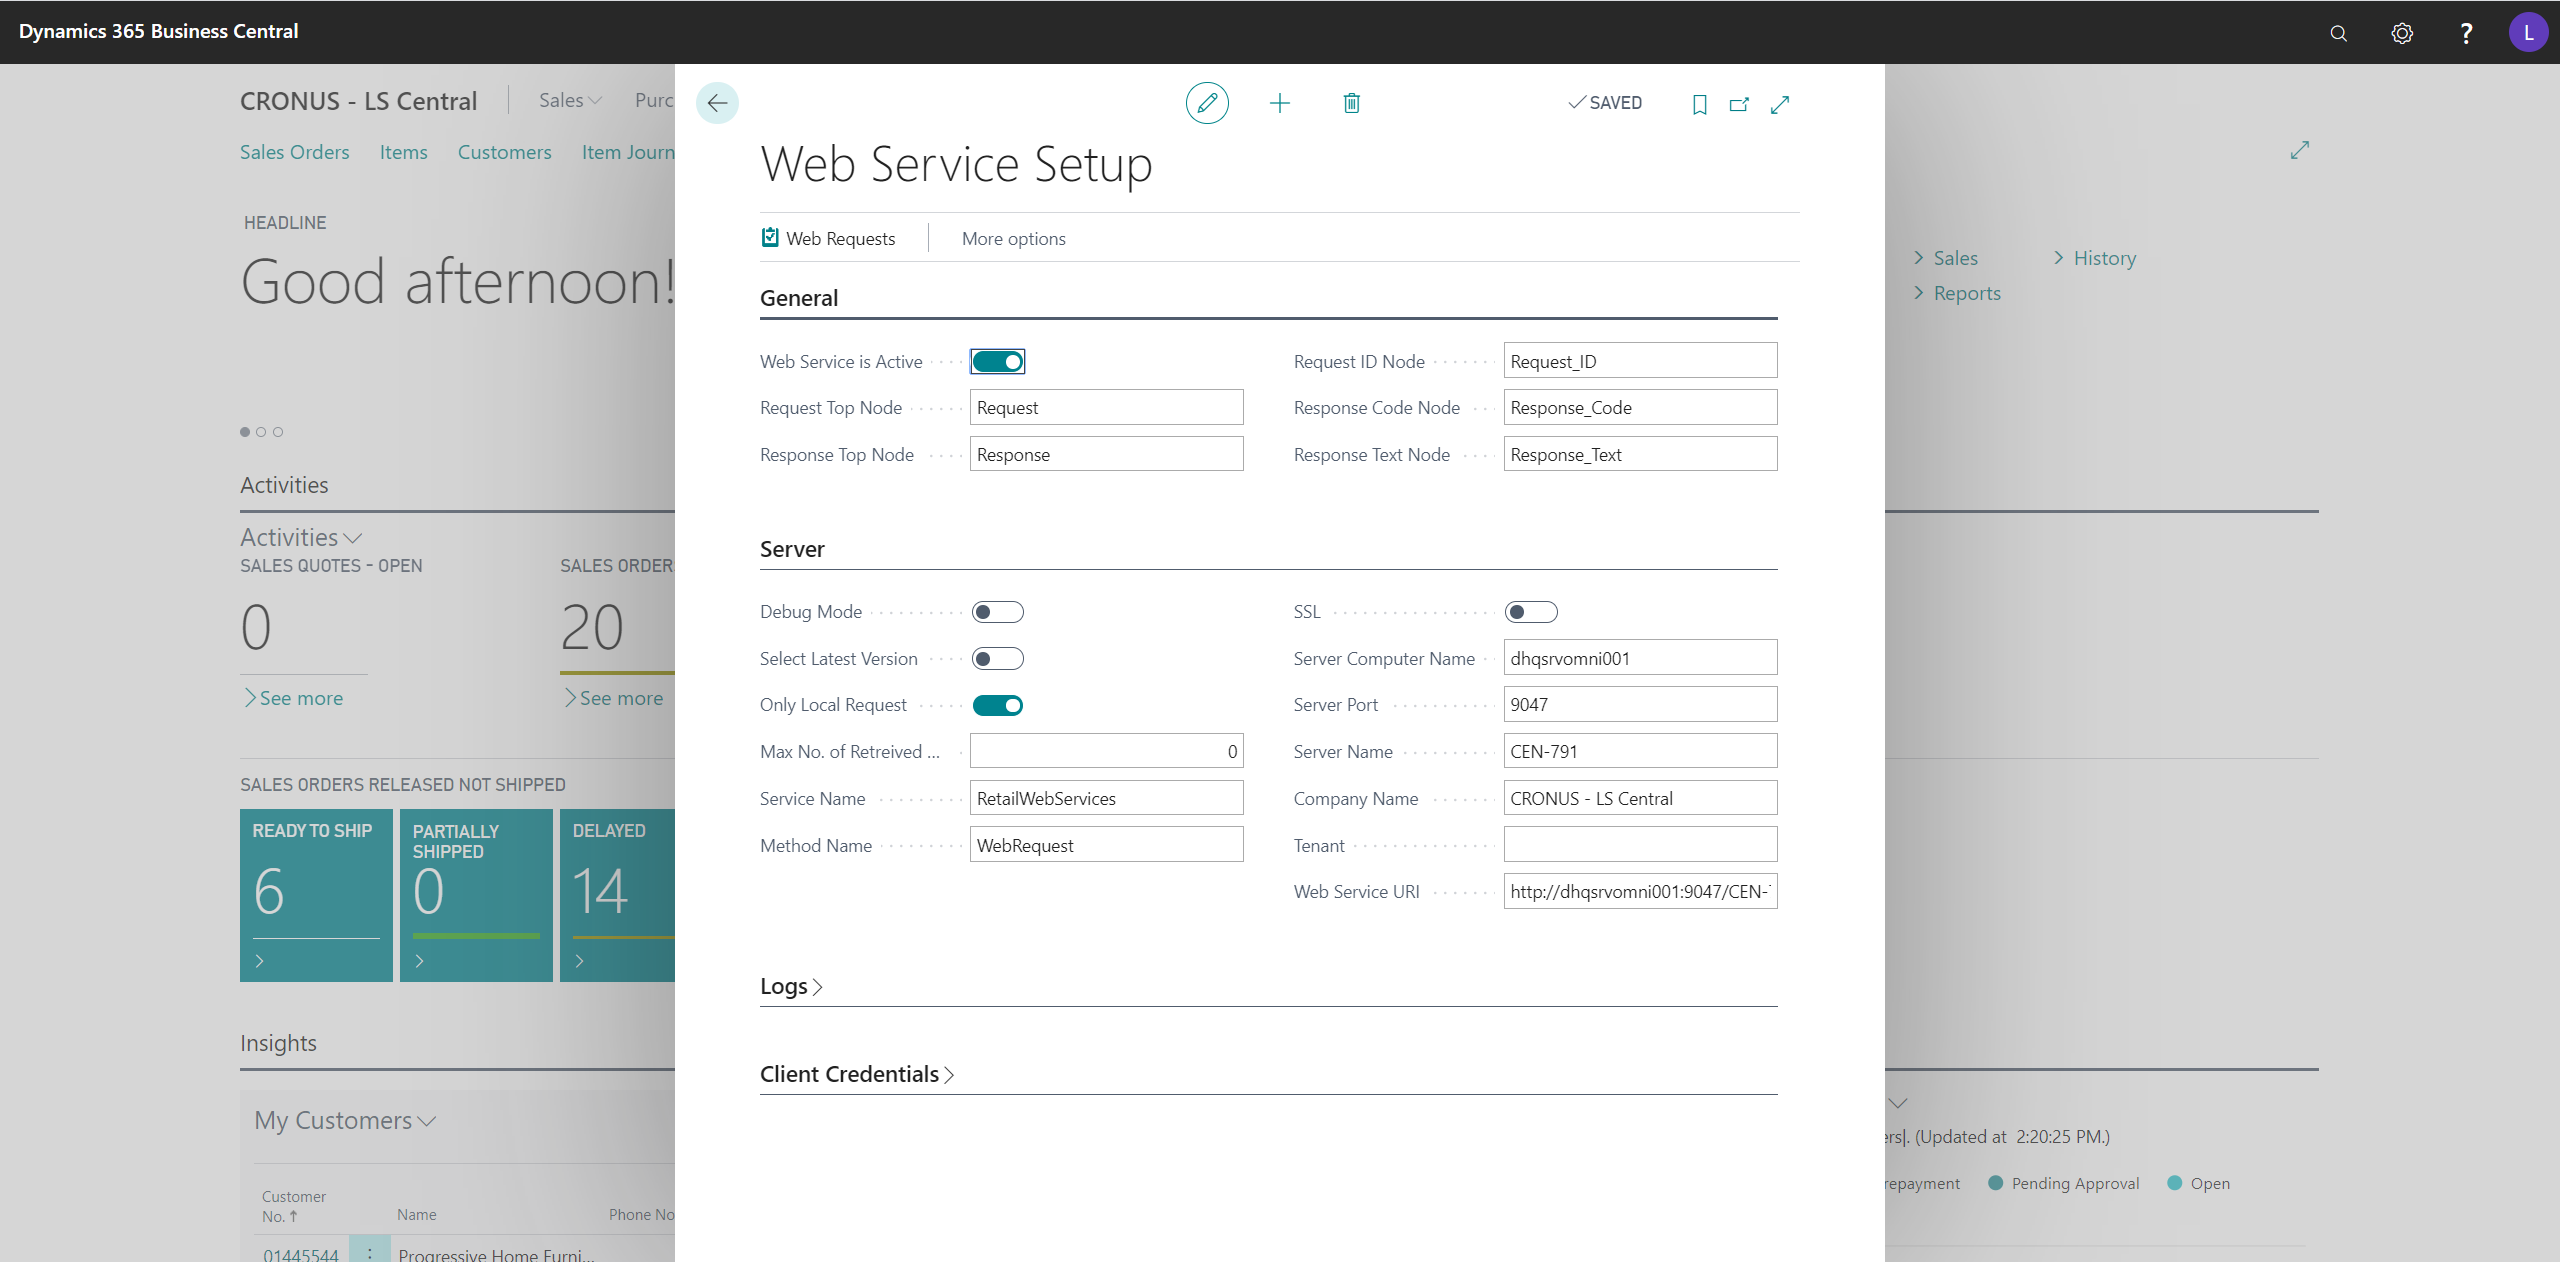 Dynamics 365 Business Central
?
L
CRONUS - LS Central
Sales
Purc
Sales Orders
Items
Customers
Item Journ
HEADLINE
Good afternoon!
Activities
Activities
SALES QUOTES - OPEN
SALES ORDER
0
20
See more
See more
SALES ORDERS RELEASED NOT SHIPPED
READY TO SHIP
PARTIALLY SHIPPED
DELAYED
6
0
14
Insights
My Customers
Customer No. ↑
Name
Phone No
01445544
Progressive Home Furni...
SAVED
Web Service Setup
Web Requests
More options
General
Web Service is Active
Request Top Node
Request
Response Top Node
Response
Request ID Node
Request_ID
Response Code Node
Response_Code
Response Text Node
Response_Text
Server
Debug Mode
Select Latest Version
Only Local Request
Max No. of Retreived ...
0
Service Name
RetailWebServices
Method Name
WebRequest
SSL
Server Computer Name
dhqsrvomni001
Server Port
9047
Server Name
CEN-791
Company Name
CRONUS - LS Central
Tenant
Web Service URI
http://dhqsrvomni001:9047/CEN-
Logs
Client Credentials
Sales
History
Reports
ers|. (Updated at 2:20:25 PM.)
repayment
Pending Approval
Open